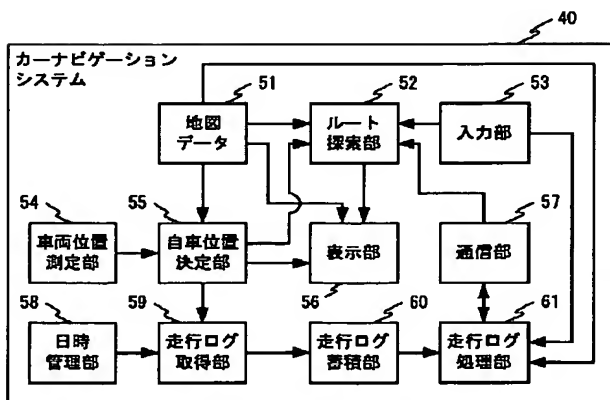 40
カーナビゲーション
システム
51
52
53
地図
データ
ルート
探索部
入力部
54
55
57
車両位置
測定部
自車位置
決定部
表示部
通信部
58
59
56
60
61
日時
管理部
走行ログ
取得部
走行ログ
蓄積部
走行ログ
処理部